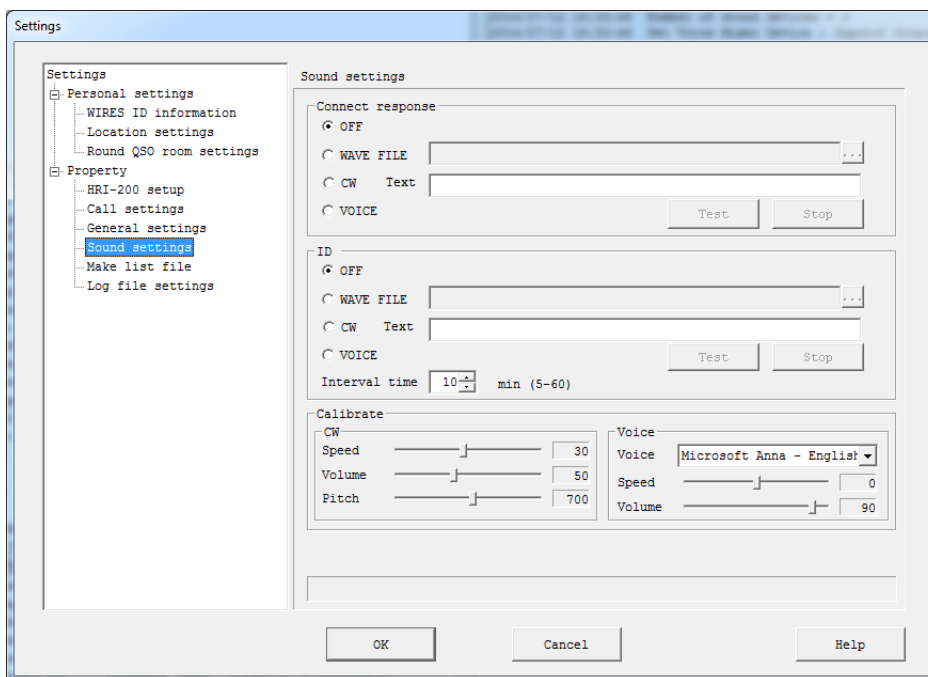 Settings
Settings
Personal settings
WIRES ID information
Location settings
Round QSO room settings
Property
HRI-200 setup
Call settings
General settings
Sound settings
Make list file
Log file settings
Sound settings
Connect response
OFF
WAVE FILE ...
CW Text
VOICE Test Stop
ID
OFF
WAVE FILE ...
CW Text
VOICE Test Stop
Interval time 10 min (5-60)
Calibrate
CW
Speed 30
Volume 50
Pitch 700
Voice
Voice Microsoft Anna - English
Speed 0
Volume 90
OK Cancel Help